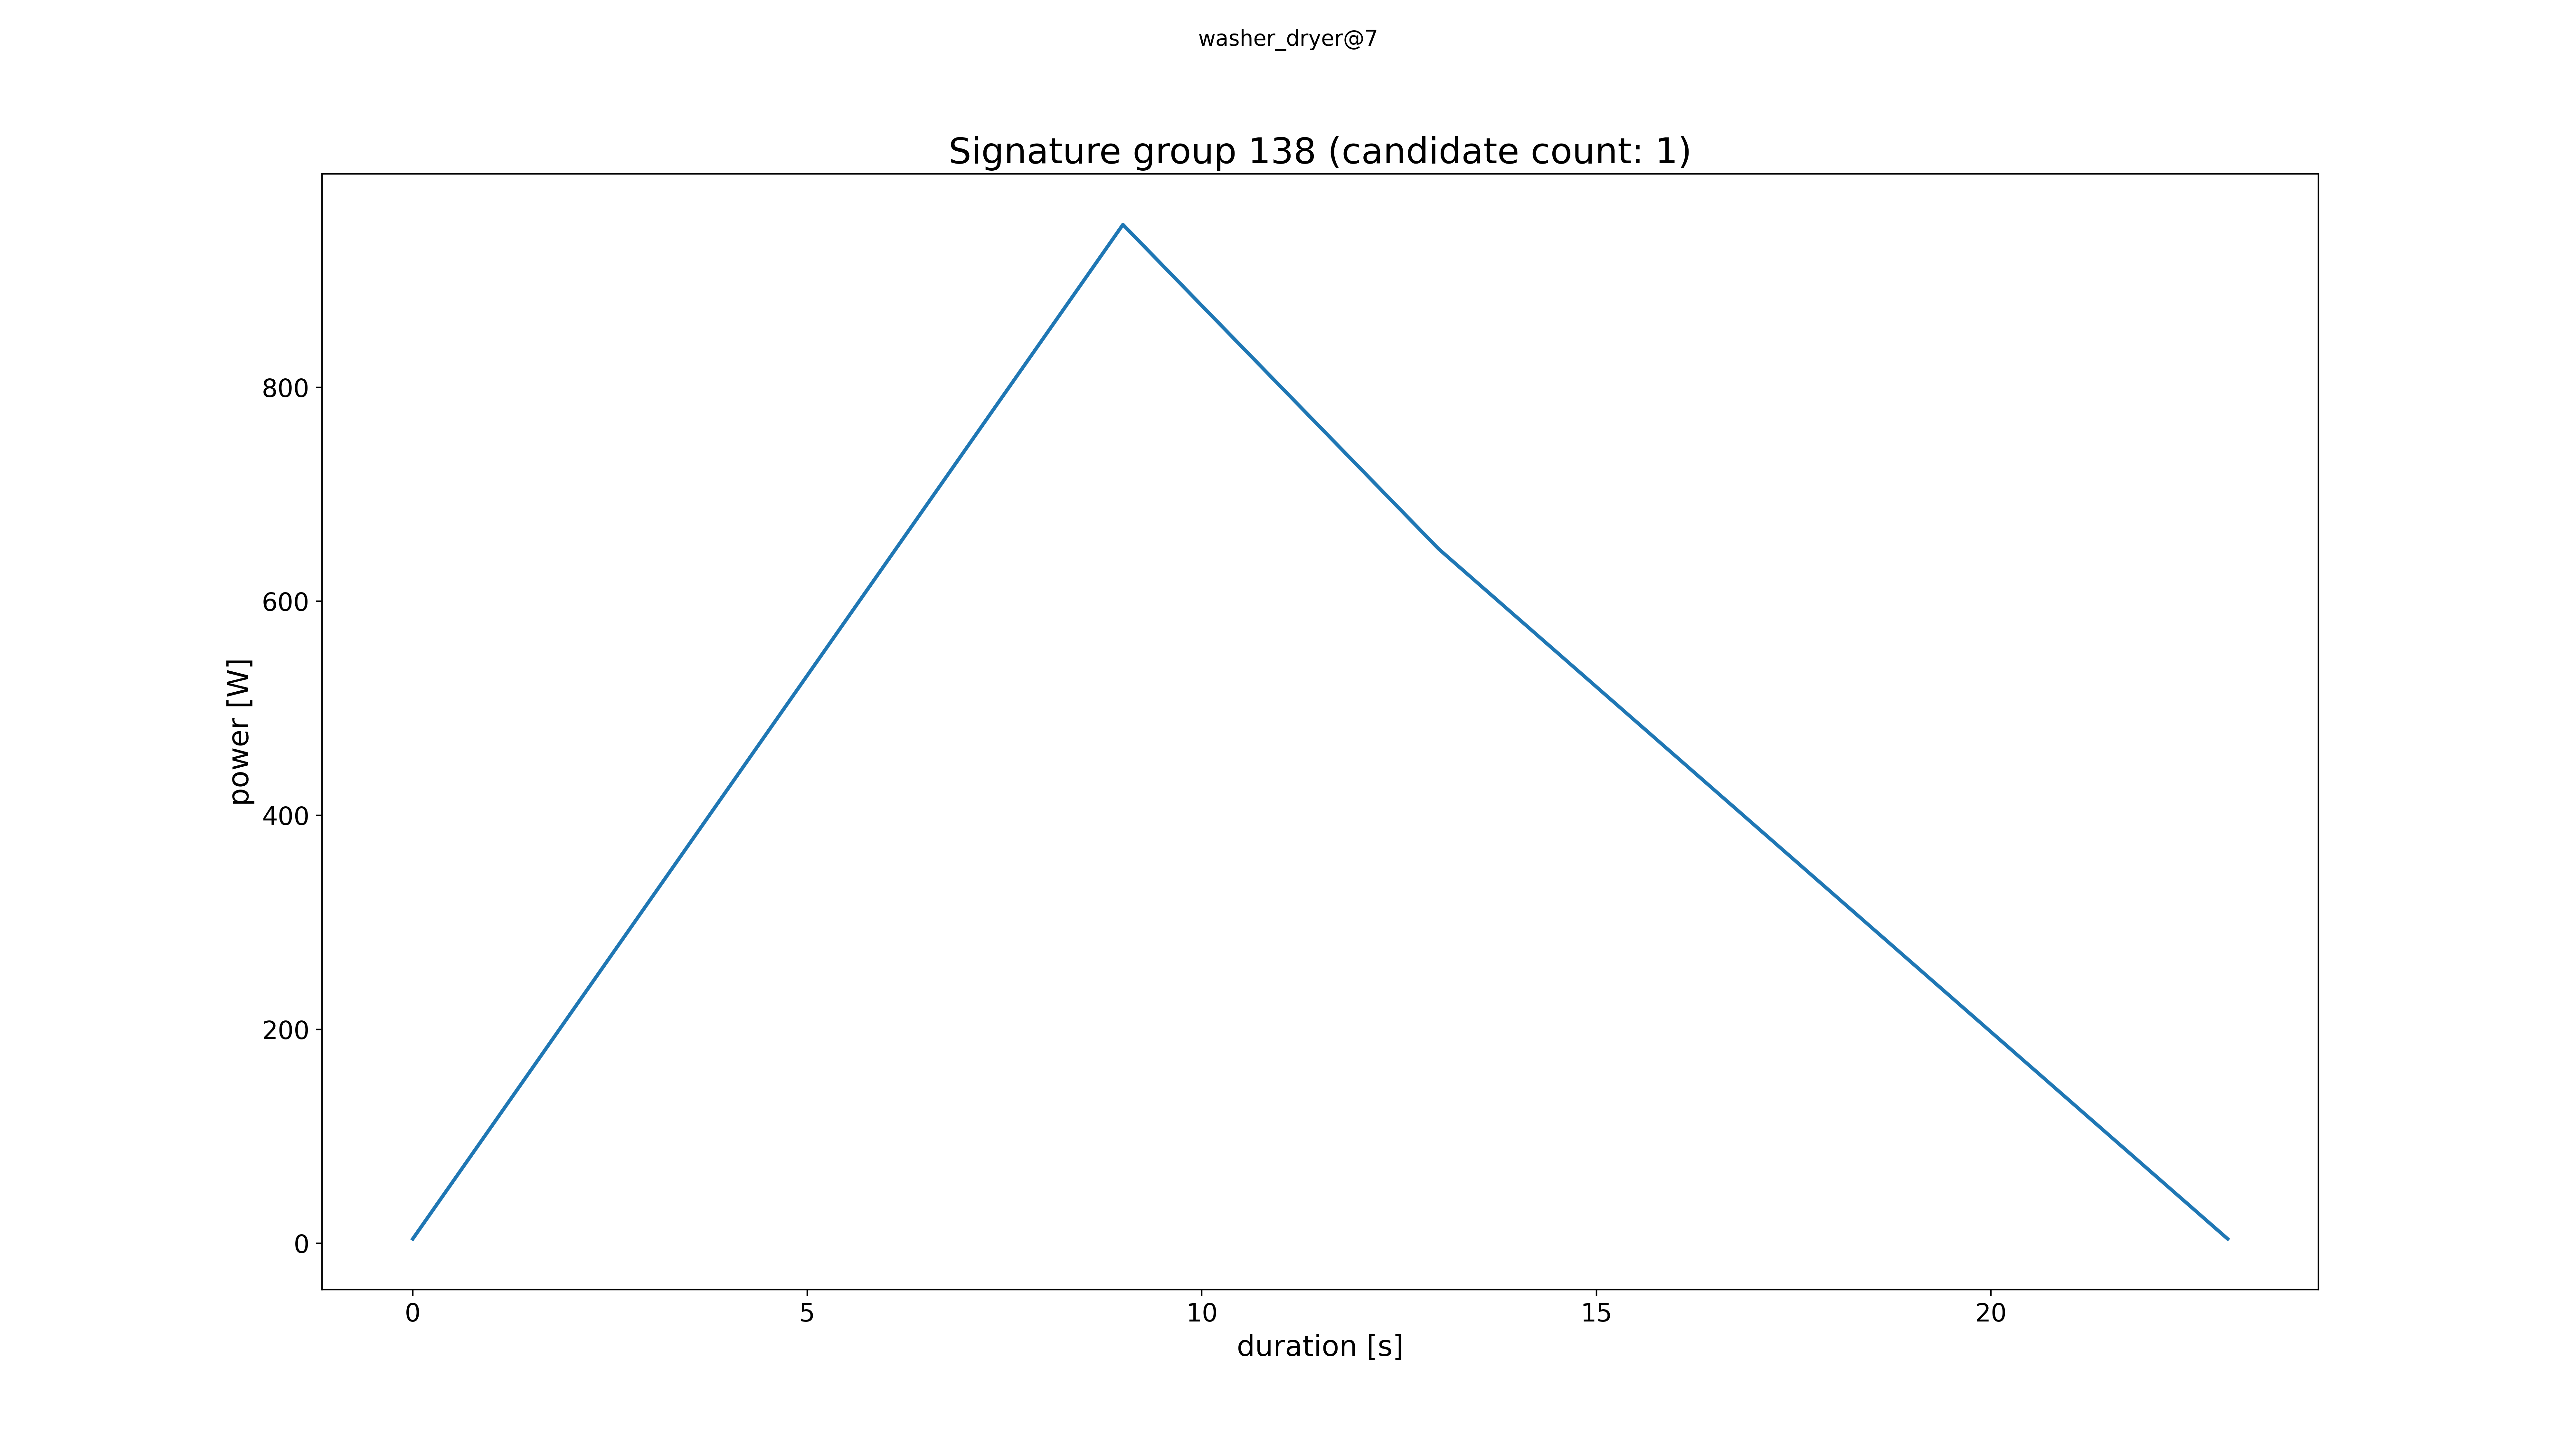 washer_dryer@7
Signature group 138 (candidate count: 1)
power [W]
800
600
400
200
0
0 5 10 15 20
duration [s]